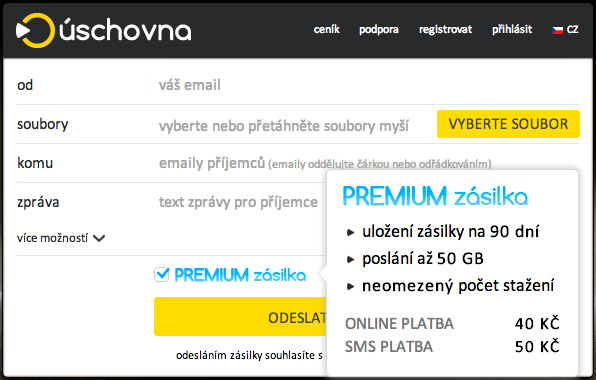 úschovna
ceník podpora registrovat přihlásit CZ
od váš email
soubory vyberte nebo přetáhněte soubory myší VYBERTE SOUBOR
komu emaily příjemců (emaily oddělujte čárkou nebo odřádkováním)
zpráva text zprávy pro příjemce
více možností
PREMIUM zásilka
ODESLAT
odesláním zásilky souhlasíte s
PREMIUM zásilka
uložení zásilky na 90 dní
poslání až 50 GB
neomezený počet stažení
ONLINE PLATBA 40 KČ
SMS PLATBA 50 KČ